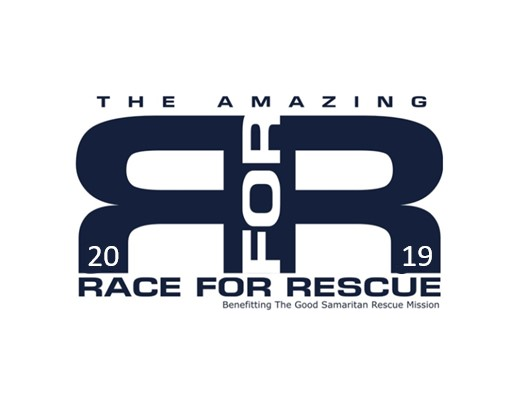 THE AMAZING
R FOR R
20 19
RACE FOR RESCUE
Benefitting The Good Samaritan Rescue Mission